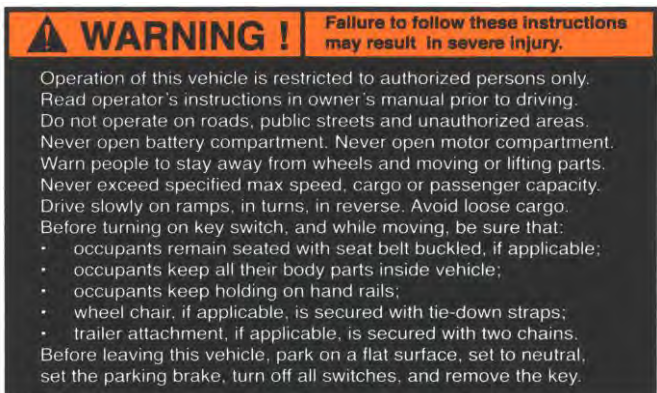 WARNING !
Failure to follow these instructions
may result in severe injury.
Operation of this vehicle is restricted to authorized persons only.
Read operator's instructions in owner's manual prior to driving.
Do not operate on roads, public streets and unauthorized areas.
Never open battery compartment. Never open motor compartment.
Warn people to stay away from wheels and moving or lifting parts.
Never exceed specified max speed, cargo or passenger capacity.
Drive slowly on ramps, in turns, in reverse. Avoid loose cargo.
Before turning on key switch, and while moving, be sure that:
· occupants remain seated with seat belt buckled, if applicable;
· occupants keep all their body parts inside vehicle;
· occupants keep holding on hand rails;
· wheel chair, if applicable, is secured with tie-down straps;
· trailer attachment, if applicable, is secured with two chains.
Before leaving this vehicle, park on a flat surface, set to neutral,
set the parking brake, turn off all switches, and remove the key.